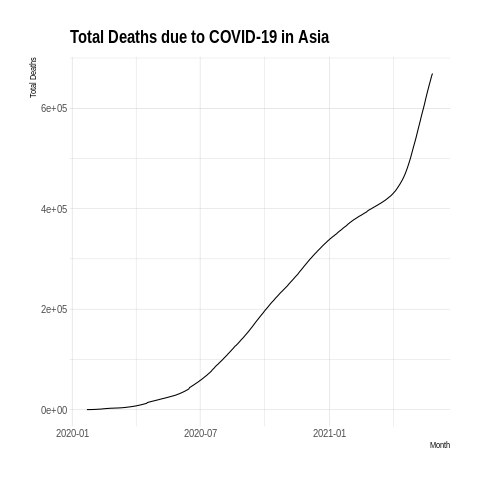 Total Deaths due to COVID-19 in Asia
Total Deaths
6e+05
4e+05
2e+05
0e+00
2020-01 2020-07 2021-01
Month